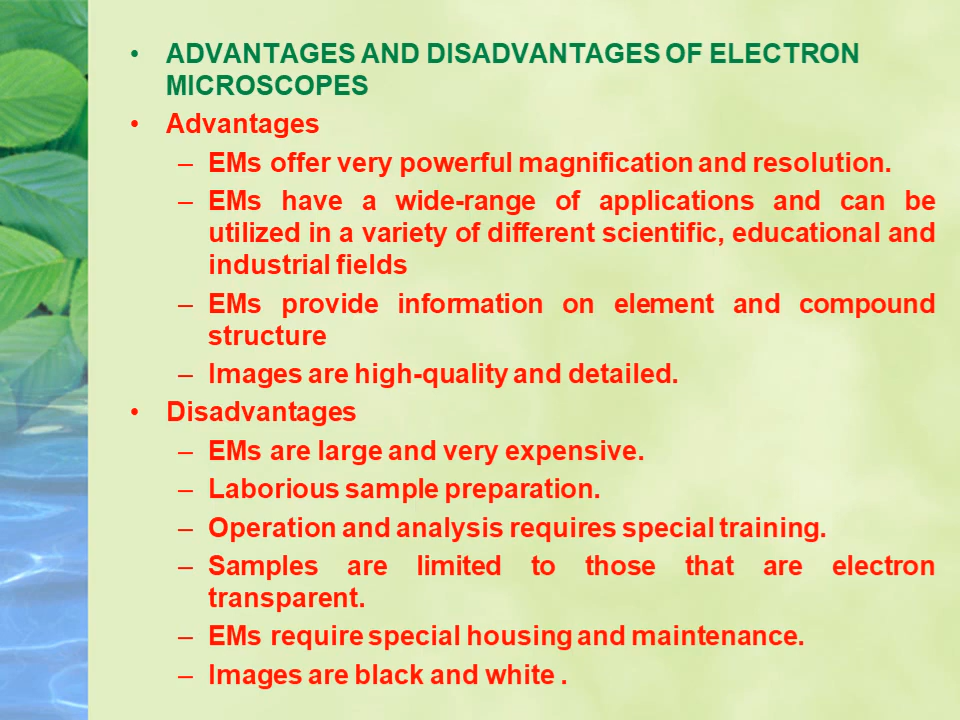 • ADVANTAGES AND DISADVANTAGES OF ELECTRON
MICROSCOPES
• Advantages
– EMs offer very powerful magnification and resolution.
– EMs have a wide-range of applications and can be
utilized in a variety of different scientific, educational and
industrial fields
– EMs provide information on element and compound
structure
– Images are high-quality and detailed.
• Disadvantages
– EMs are large and very expensive.
– Laborious sample preparation.
– Operation and analysis requires special training.
– Samples are limited to those that are electron
transparent.
– EMs require special housing and maintenance.
– Images are black and white .